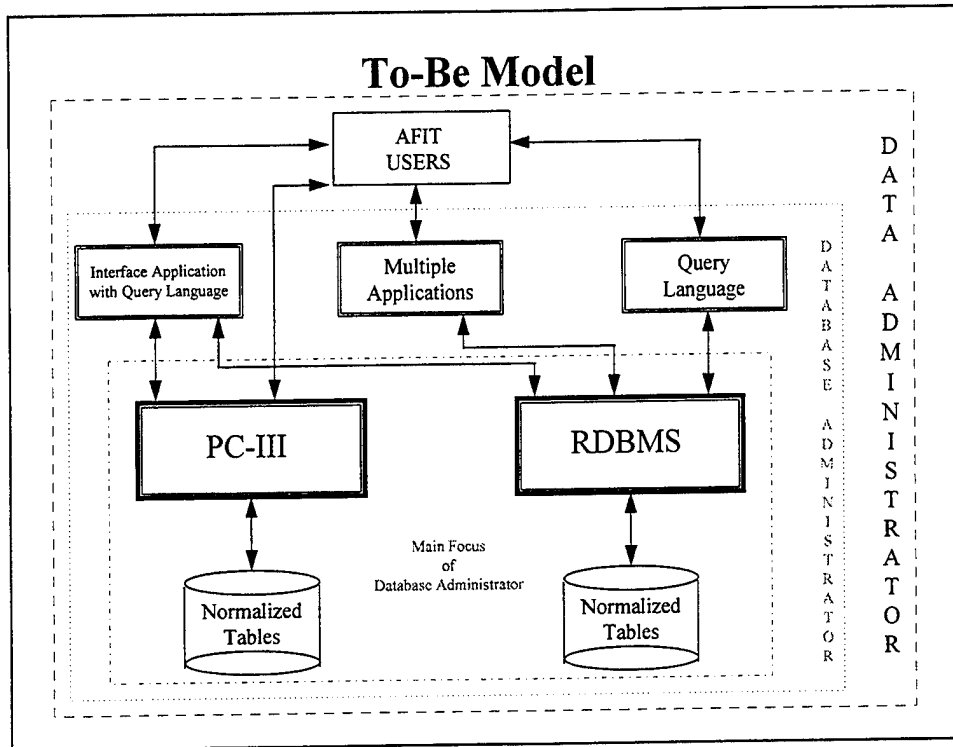 To-Be Model
AFIT
USERS
Interface Application
with Query Language
Multiple
Applications
Query
Language
PC-III
RDBMS
Main Focus
of
Database Administrator
Normalized
Tables
Normalized
Tables
DATABASE ADMINISTRATOR
DATA ADMINISTRATOR